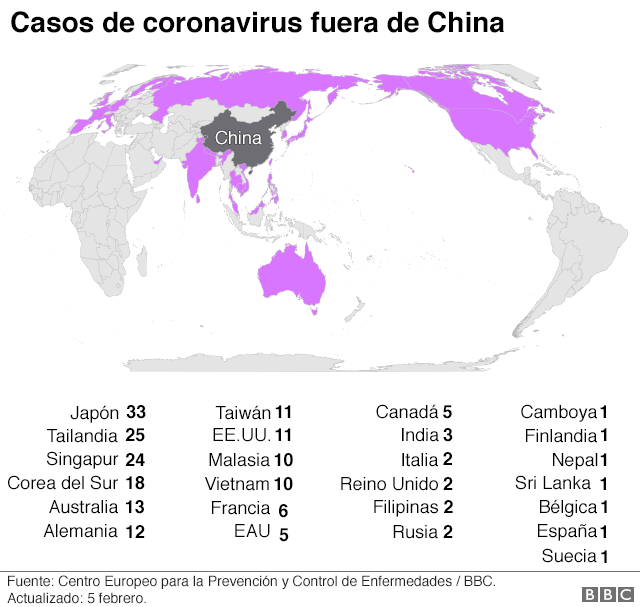 Casos de coronavirus fuera de China
China
Japón 33
Tailandia 25
Singapur 24
Corea del Sur 18
Australia 13
Alemania 12
Taiwán 11
EE.UU. 11
Malasia 10
Vietnam 10
Francia 6
EAU 5
Canadá 5
India 3
Italia 2
Reino Unido 2
Filipinas 2
Rusia 2
Camboya 1
Finlandia 1
Nepal 1
Sri Lanka 1
Bélgica 1
España 1
Suecia 1
Fuente: Centro Europeo para la Prevención y Control de Enfermedades / BBC.
Actualizado: 5 febrero.
BBC